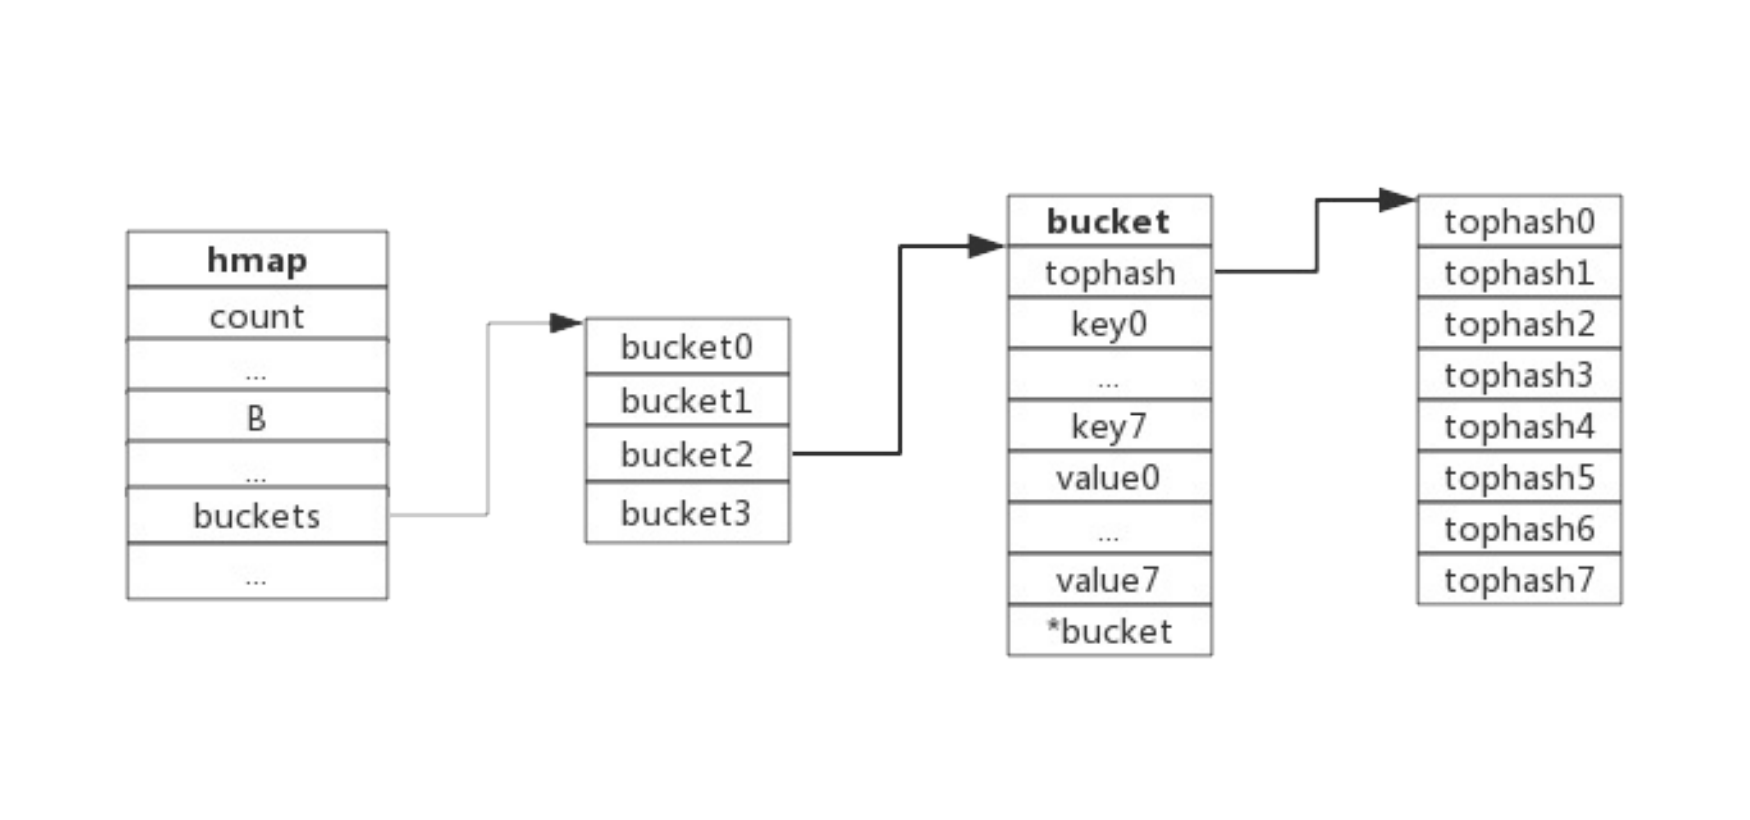 hmap
count
...
B
...
buckets
...
bucket0
bucket1
bucket2
bucket3
bucket
tophash
key0
...
key7
value0
...
value7
*bucket
tophash0
tophash1
tophash2
tophash3
tophash4
tophash5
tophash6
tophash7